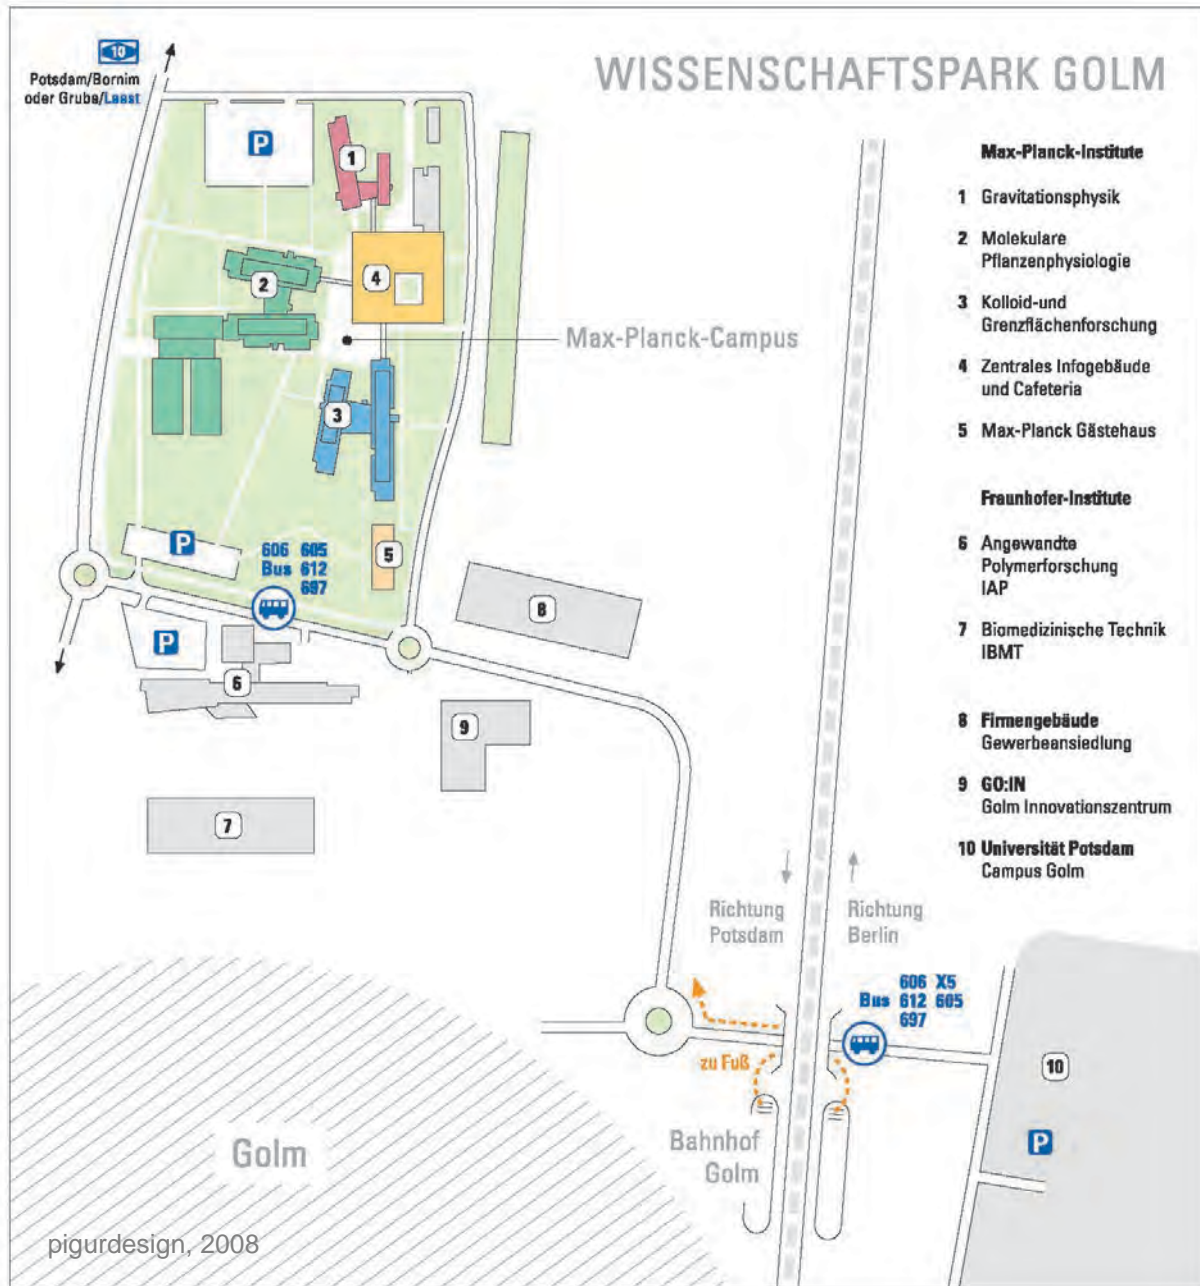 WISSENSCHAFTSPARK GOLM
10
Potsdam/Bornim
oder Grube/Leest
P
1
2
4
Max-Planck-Campus
3
P
606 605
Bus 612
697
5
P
6
8
9
7
Max-Planck-Institute
1 Gravitationsphysik
2 Molekulare
Pflanzenphysiologie
3 Kolloid-und
Grenzflächenforschung
4 Zentrales Infogebäude
und Cafeteria
5 Max-Planck Gästehaus
Fraunhofer-Institute
6 Angewandte
Polymerforschung
IAP
7 Biomedizinische Technik
IBMT
8 Firmengebäude
Gewerbeansiedlung
9 GO:IN
Golm Innovationszentrum
10 Universität Potsdam
Campus Golm
Richtung
Potsdam
Richtung
Berlin
606 X5
Bus 612 605
697
zu Fuß
10
P
Bahnhof
Golm
Golm
pigurdesign, 2008